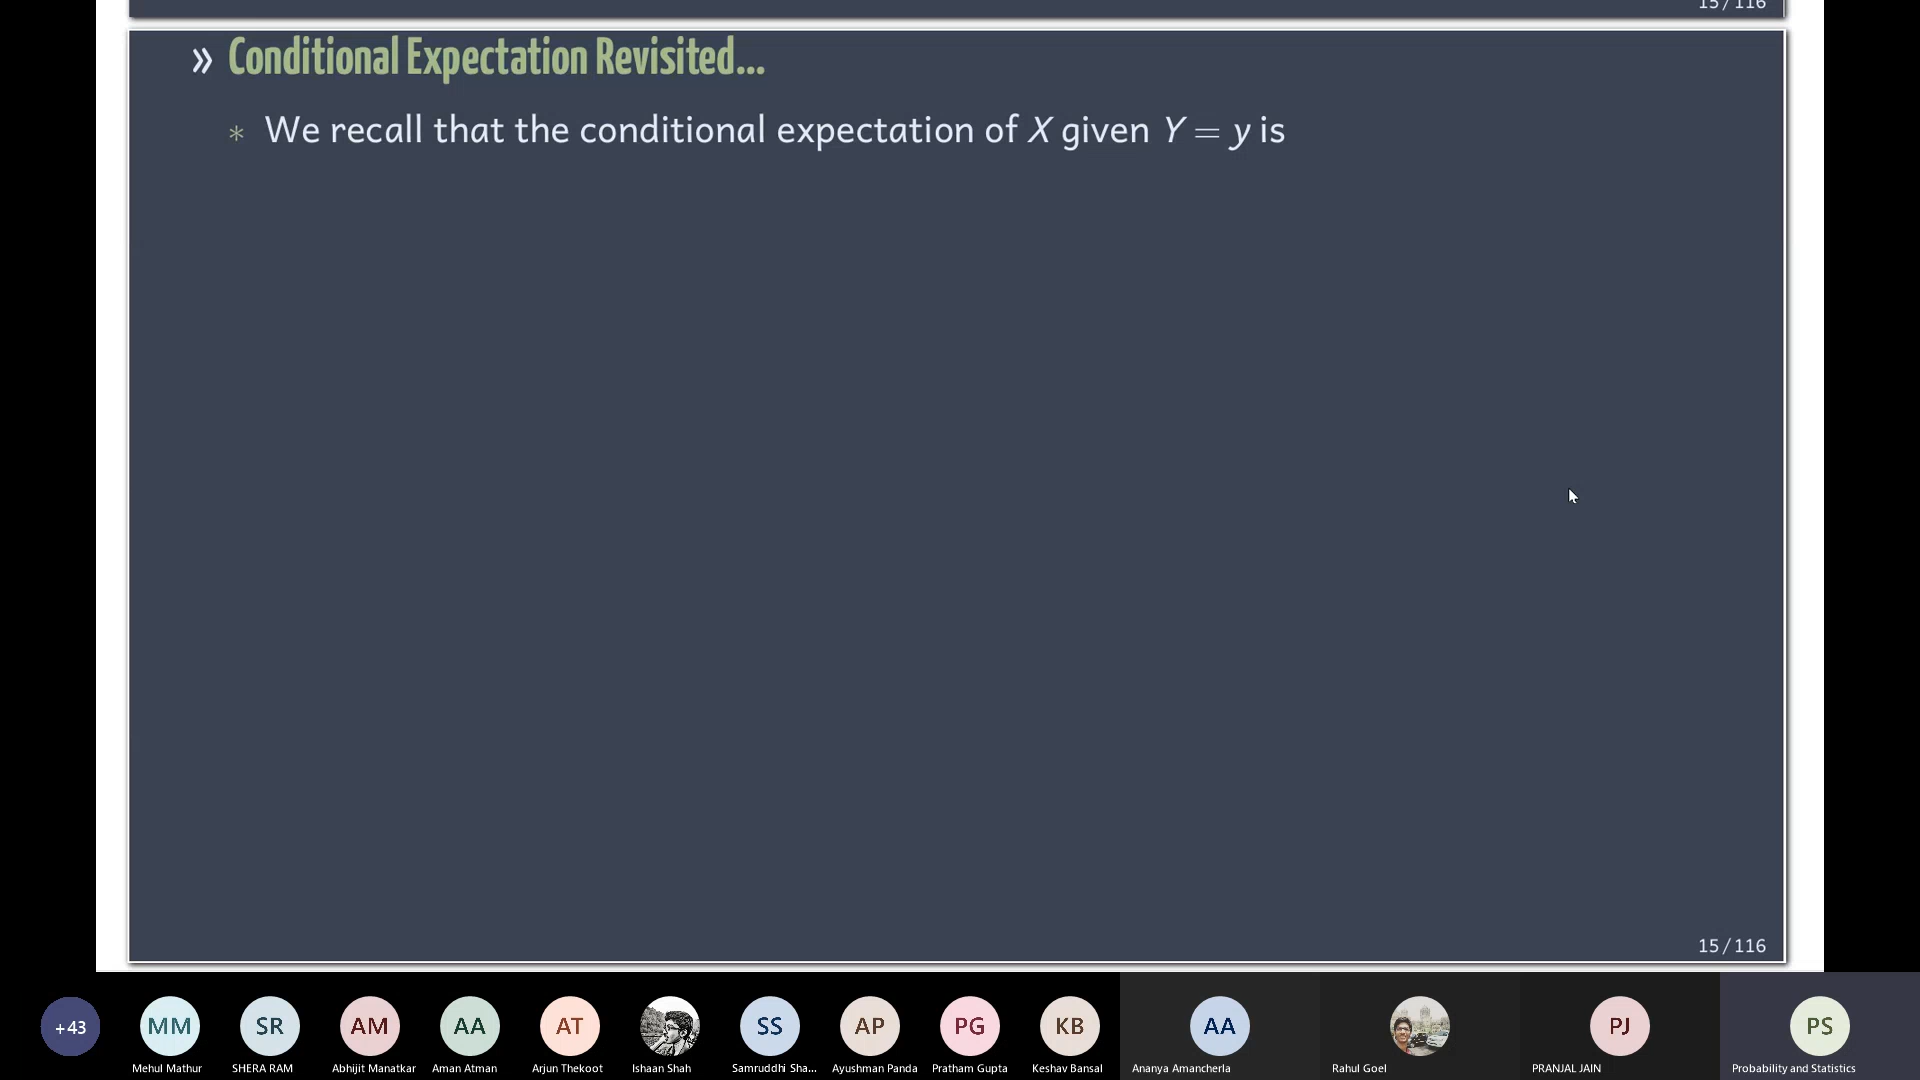 15/116
» Conditional Expectation Revisited...
* We recall that the conditional expectation of X given Y = y is
15/116
+43 MM SR AM AA AT SS AP PG KB AA PJ PS
Mehul Mathur SHERA RAM Abhijit Manatkar Aman Atman Arjun Thekoot Ishaan Shah Samruddhi Sha... Ayushman Panda Pratham Gupta Keshav Bansal Ananya Amancherla Rahul Goel PRANJAL JAIN Probability and Statistics